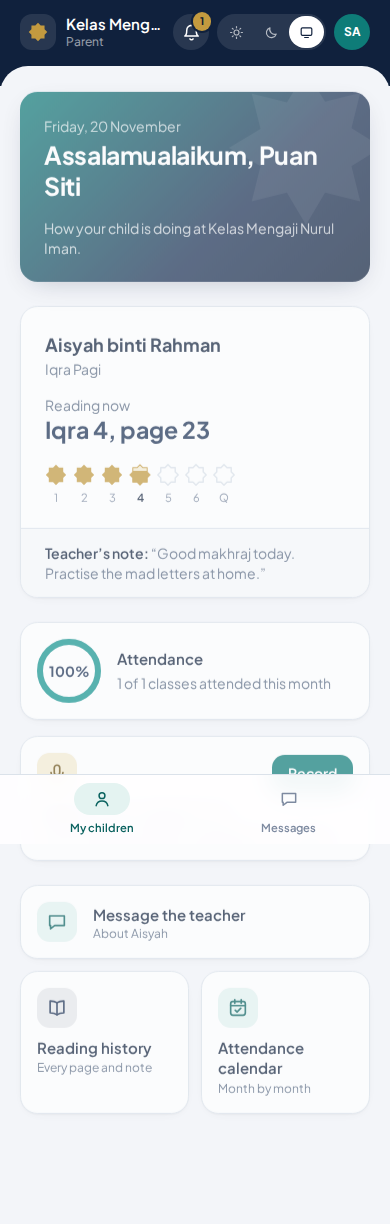 Kelas Meng…
Parent
1
SA
Friday, 20 November
Assalamualaikum, Puan
Siti
How your child is doing at Kelas Mengaji Nurul
Iman.
Aisyah binti Rahman
Iqra Pagi
Reading now
Iqra 4, page 23
1 2 3 4 5 6 Q
Teacher’s note: “Good makhraj today.
Practise the mad letters at home.”
100%
Attendance
1 of 1 classes attended this month
Record
My children
Messages
Message the teacher
About Aisyah
Reading history
Every page and note
Attendance
calendar
Month by month